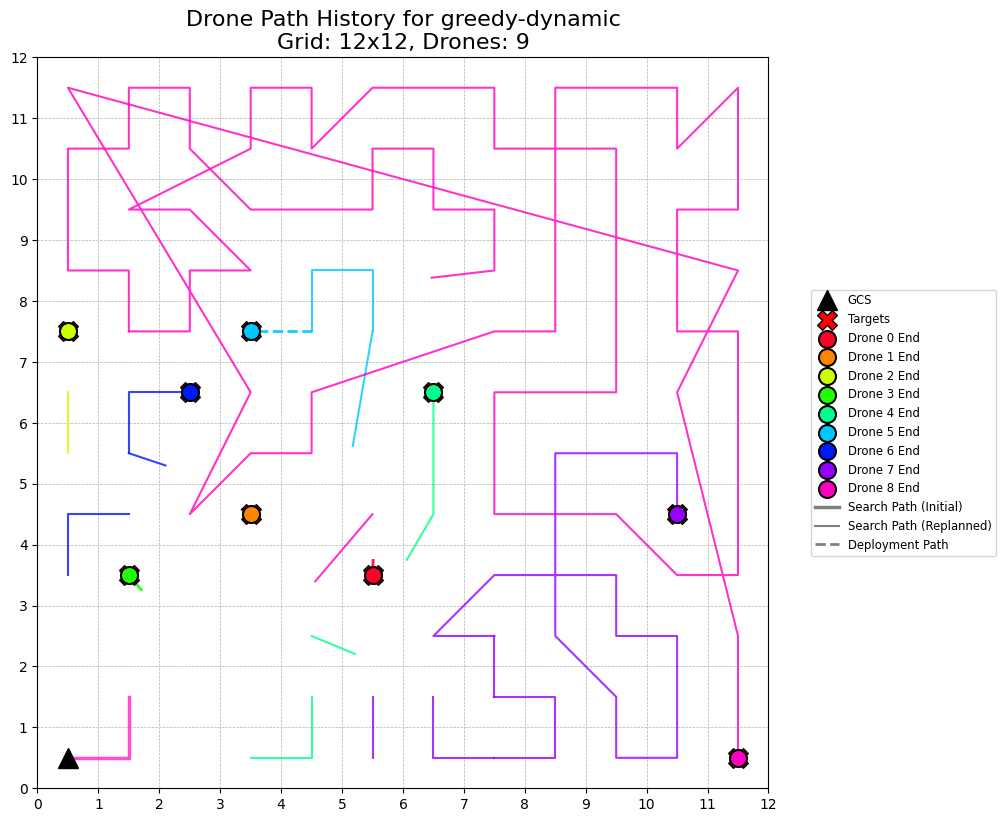 Drone Path History for greedy-dynamic
Grid: 12x12, Drones: 9
12
11
10
9
8
7
6
5
4
3
2
1
0
0 1 2 3 4 5 6 7 8 9 10 11 12
GCS
Targets
Drone 0 End
Drone 1 End
Drone 2 End
Drone 3 End
Drone 4 End
Drone 5 End
Drone 6 End
Drone 7 End
Drone 8 End
Search Path (Initial)
Search Path (Replanned)
Deployment Path